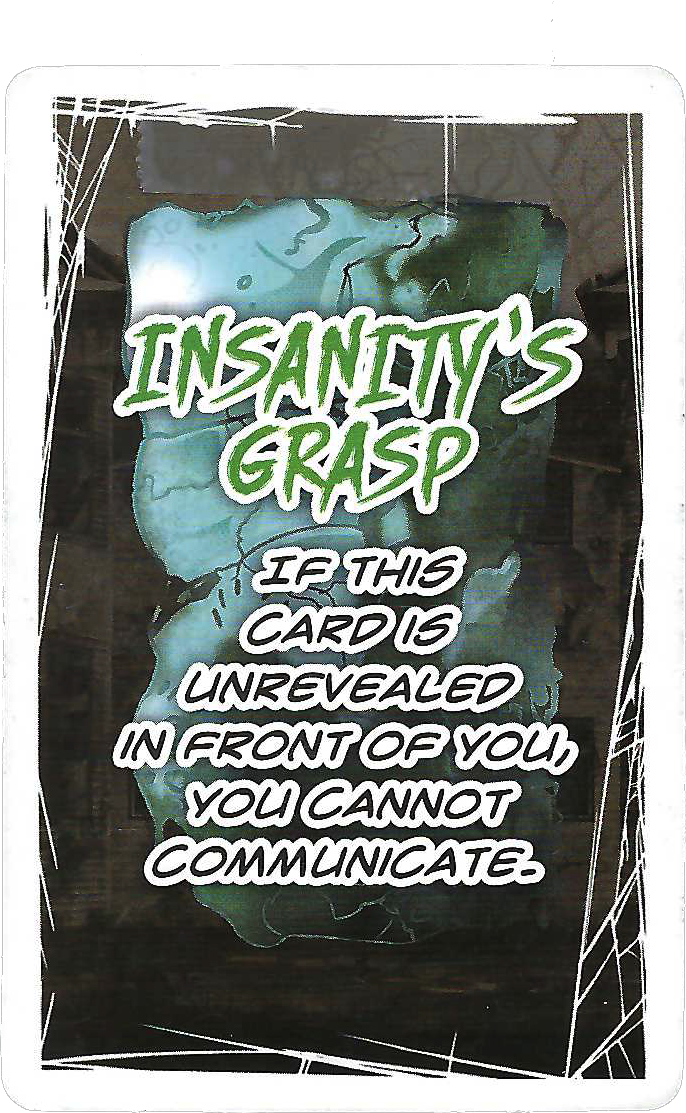 INSANITY'S
GRASP
IF THIS
CARD IS
UNREVEALED
IN FRONT OF YOU,
YOU CANNOT
COMMUNICATE.